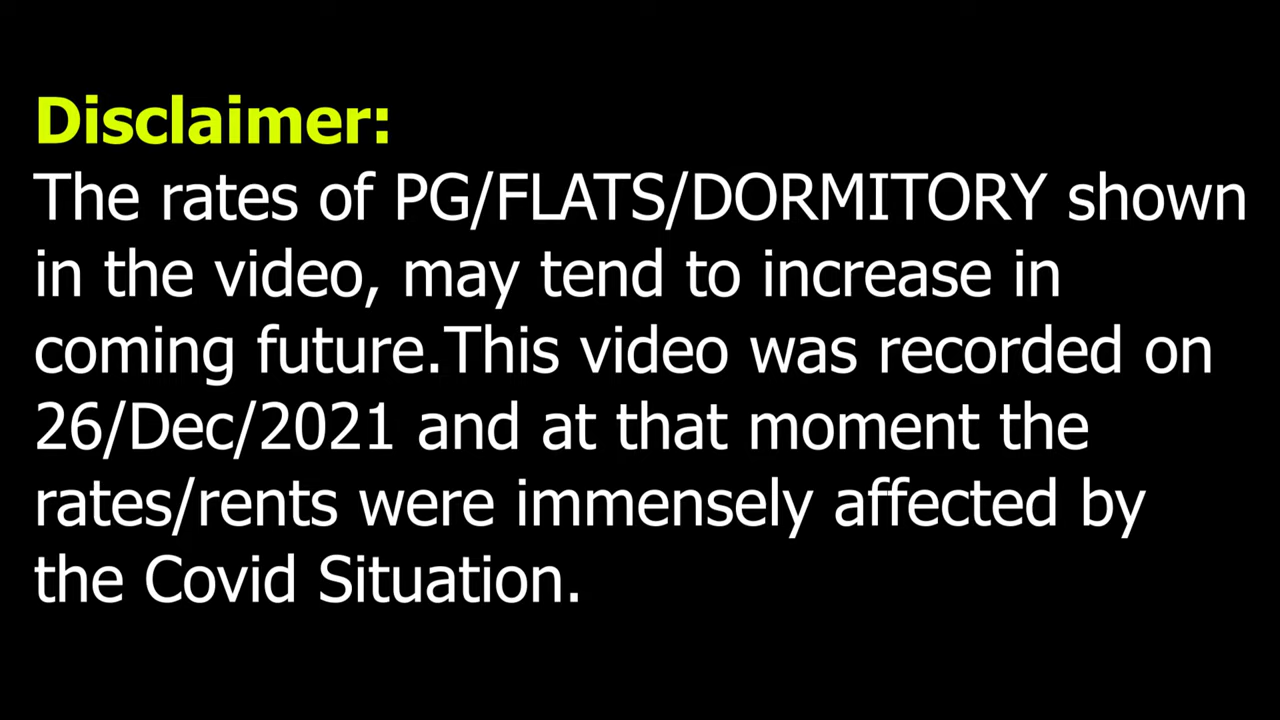 Disclaimer:
The rates of PG/FLATS/DORMITORY shown
in the video, may tend to increase in
coming future.This video was recorded on
26/Dec/2021 and at that moment the
rates/rents were immensely affected by
the Covid Situation.